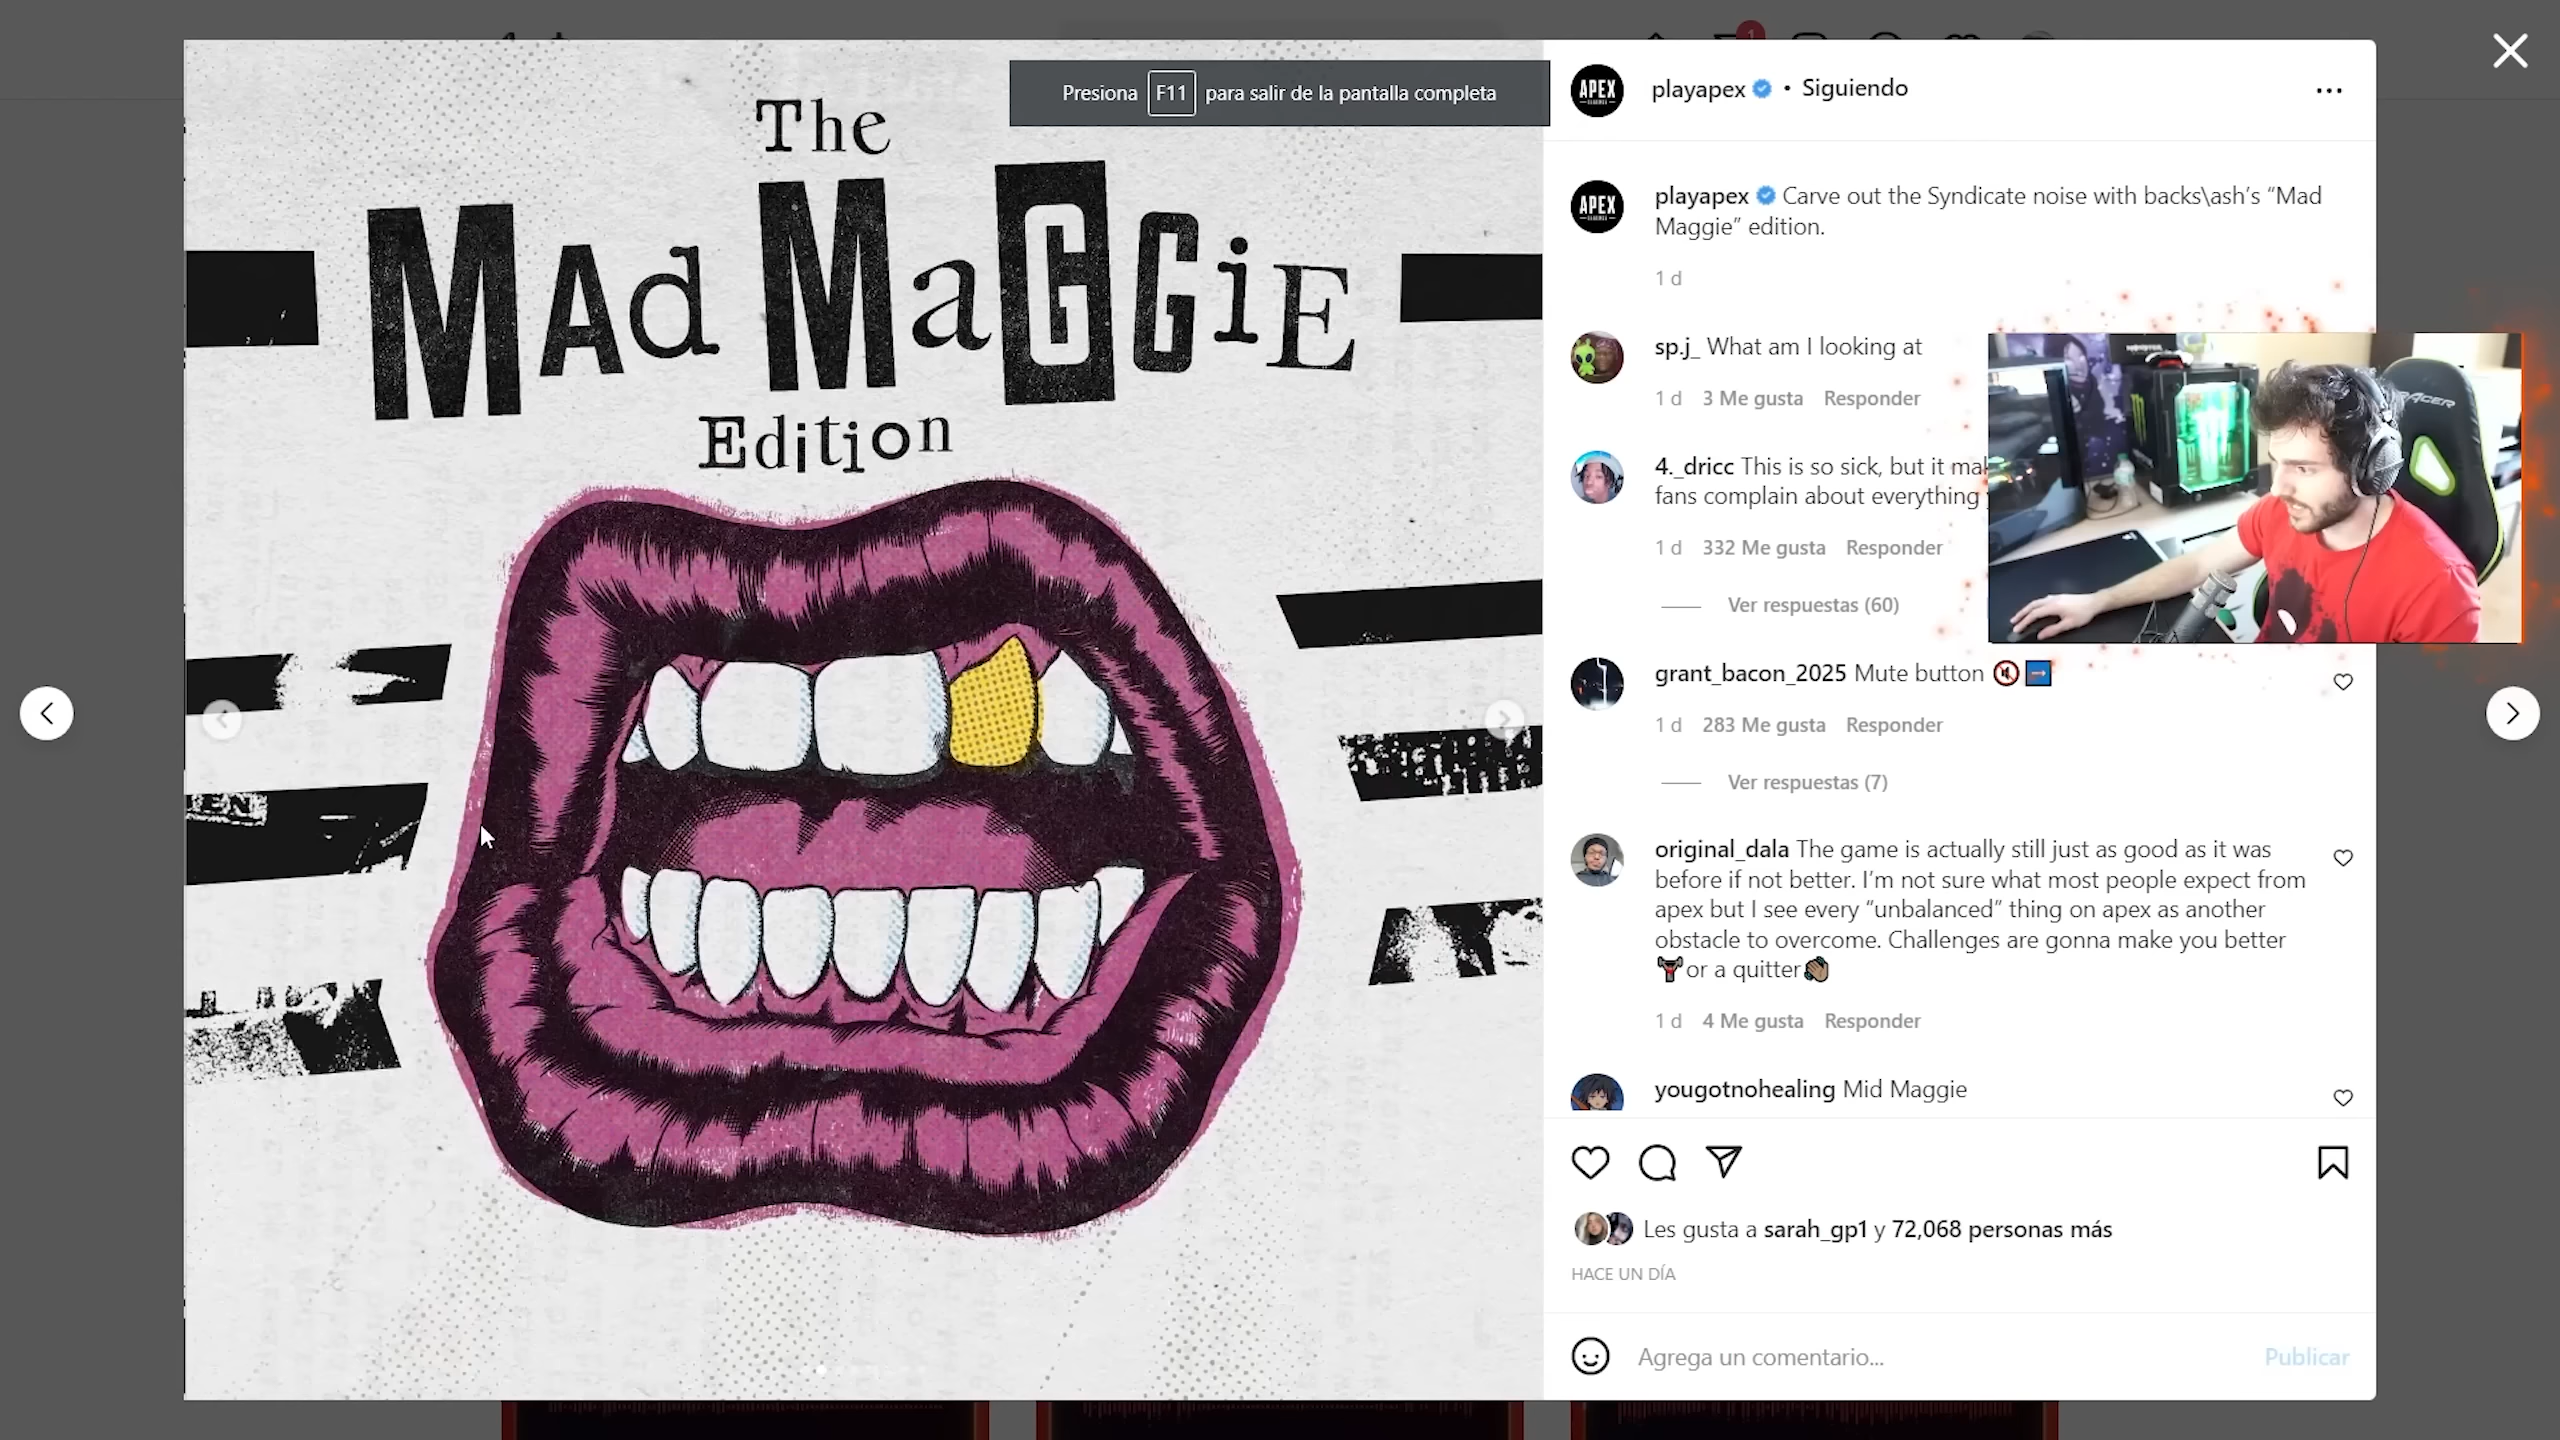 The
MAd MaGGiE
Edition
Presiona F11 para salir de la pantalla completa
APEX
playapex • Siguiendo
APEX
playapex Carve out the Syndicate noise with backs\ash’s “Mad
Maggie” edition.
1 d
sp.j_ What am I looking at
1 d 3 Me gusta Responder
4._dricc This is so sick, but it
fans complain about everything
1 d 332 Me gusta Responder
Ver respuestas (60)
grant_bacon_2025 Mute button
1 d 283 Me gusta Responder
Ver respuestas (7)
original_dala The game is actually still just as good as it was
before if not better. I’m not sure what most people expect from
apex but I see every “unbalanced” thing on apex as another
obstacle to overcome. Challenges are gonna make you better
🏋️or a quitter👏🏽
1 d 4 Me gusta Responder
yougotnohealing Mid Maggie
Les gusta a sarah_gp1 y 72,068 personas más
HACE UN DÍA
Agrega un comentario...
Publicar
1